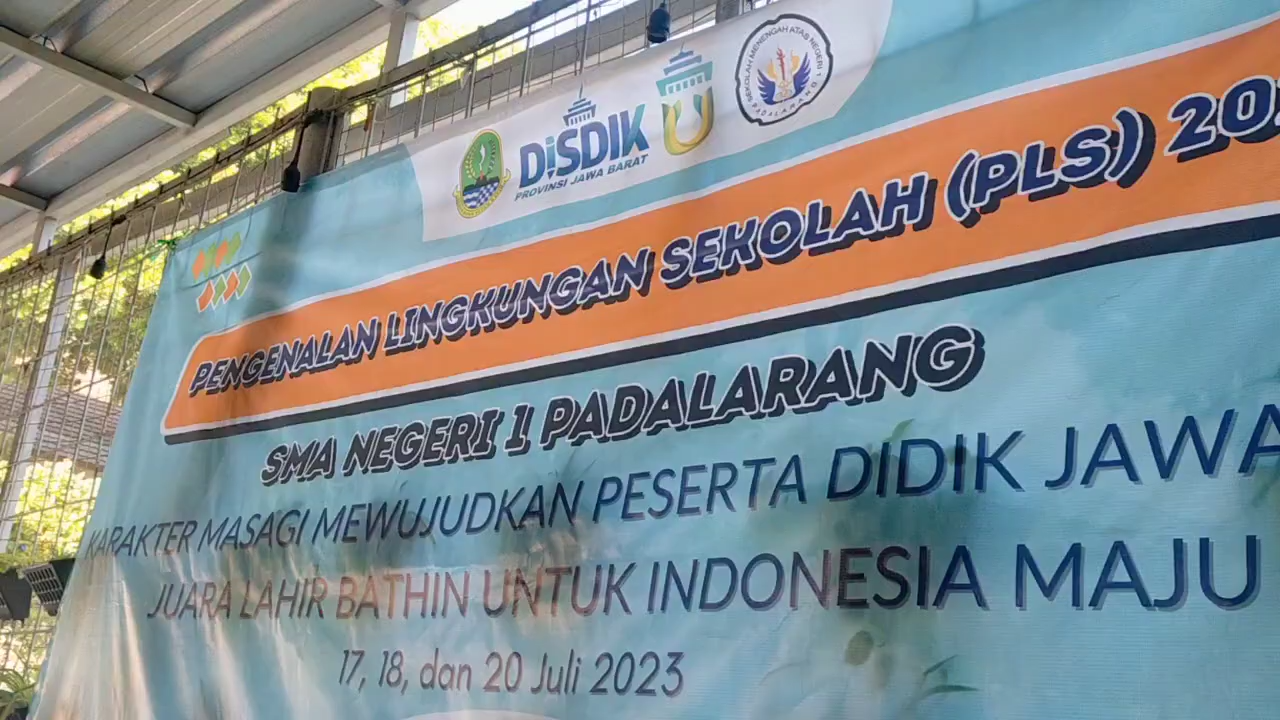 DISDIK
PROVINSI JAWA BARAT
SEKOLAH MENENGAH ATAS NEGERI 1
PADALARANG
PENGENALAN LINGKUNGAN SEKOLAH (PLS) 20
SMA NEGERI 1 PADALARANG
KARAKTER MASAGI MEWUJUDKAN PESERTA DIDIK JAWA
JUARA LAHIR BATHIN UNTUK INDONESIA MAJU
17, 18, dan 20 Juli 2023